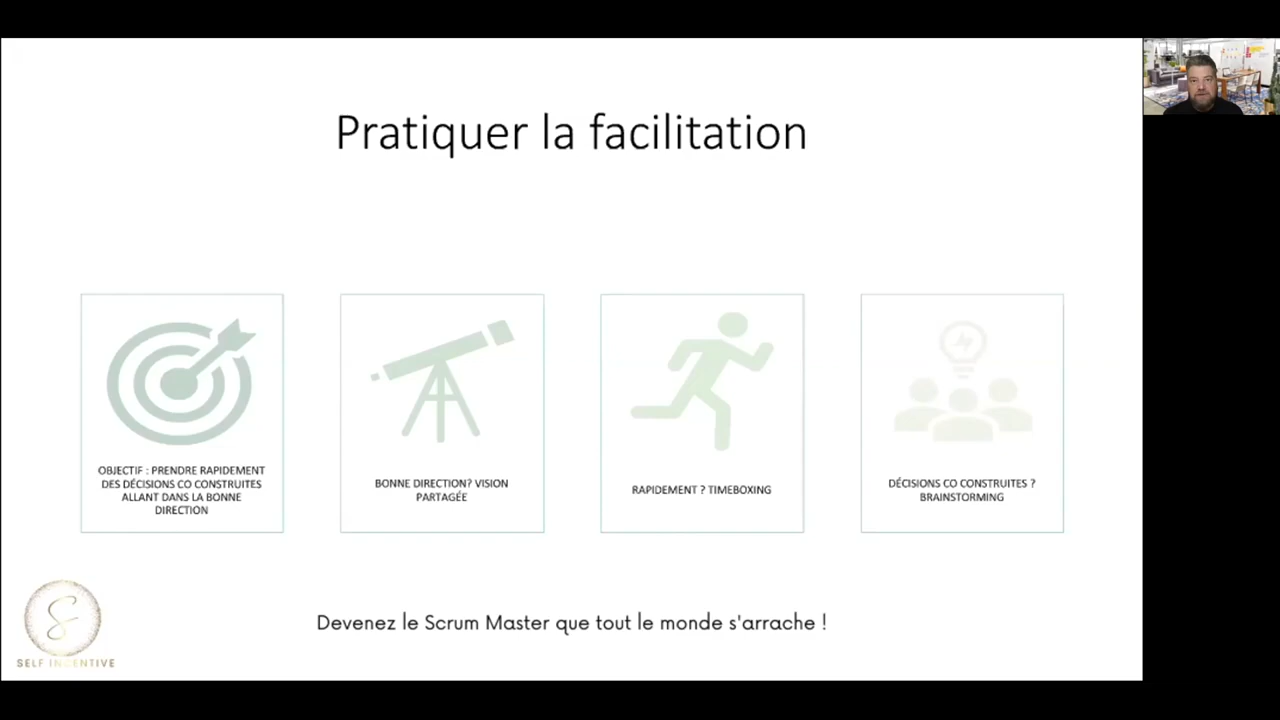 Pratiquer la facilitation
OBJECTIF : PRENDRE RAPIDEMENT
DES DÉCISIONS CO CONSTRUITES
ALLANT DANS LA BONNE
DIRECTION
BONNE DIRECTION? VISION
PARTAGÉE
RAPIDEMENT ? TIMEBOXING
DÉCISIONS CO CONSTRUITES ?
BRAINSTORMING
Devenez le Scrum Master que tout le monde s'arrache !
S
SELF INCENTIVE